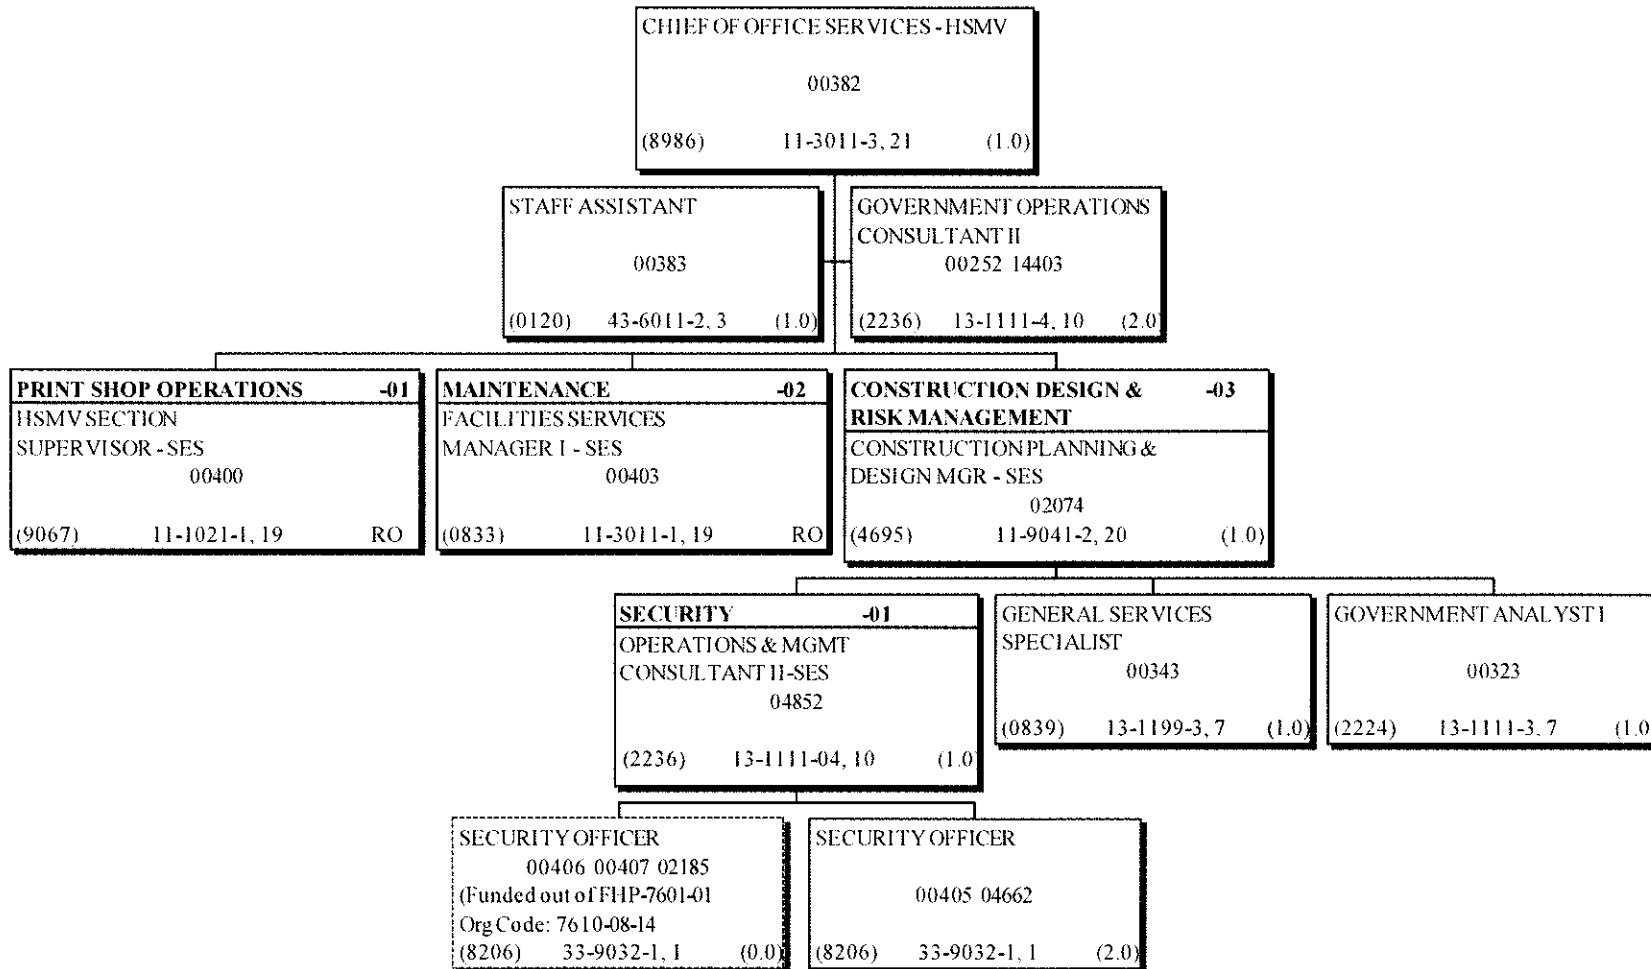 CHIEF OF OFFICE SERVICES - HSMV
00382
(8986) 11-3011-3, 21 (1.0)
STAFF ASSISTANT
00383
(0120) 43-6011-2, 3 (1.0)
GOVERNMENT OPERATIONS
CONSULTANT II
00252 14403
(2236) 13-1111-4, 10 (2.0)
PRINT SHOP OPERATIONS -01
HSMV SECTION
SUPERVISOR - SES
00400
(9067) 11-1021-1, 19 RO
MAINTENANCE -02
FACILITIES SERVICES
MANAGER I - SES
00403
(0833) 11-3011-1, 19 RO
CONSTRUCTION DESIGN & -03
RISK MANAGEMENT
CONSTRUCTION PLANNING &
DESIGN MGR - SES
02074
(4695) 11-9041-2, 20 (1.0)
SECURITY -01
OPERATIONS & MGMT
CONSULTANT II-SES
04852
(2236) 13-1111-04, 10 (1.0)
GENERAL SERVICES
SPECIALIST
00343
(0839) 13-1199-3, 7 (1.0)
GOVERNMENT ANALYST I
00323
(2224) 13-1111-3, 7 (1.0
SECURITY OFFICER
00406 00407 02185
(Funded out of FHP-7601-01
Org Code: 7610-08-14
(8206) 33-9032-1, 1 (0.0)
SECURITY OFFICER
00405 04662
(8206) 33-9032-1, 1 (2.0)